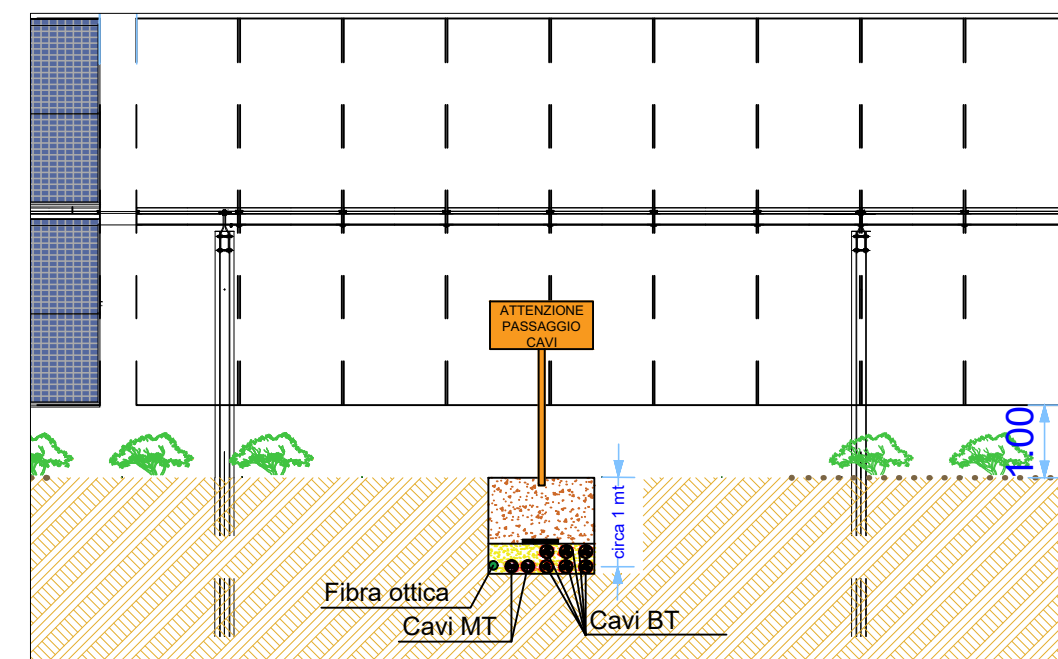 ATTENZIONE
PASSAGGIO
CAVI
1.00
circa 1 mt
Fibra ottica
Cavi MT
Cavi BT